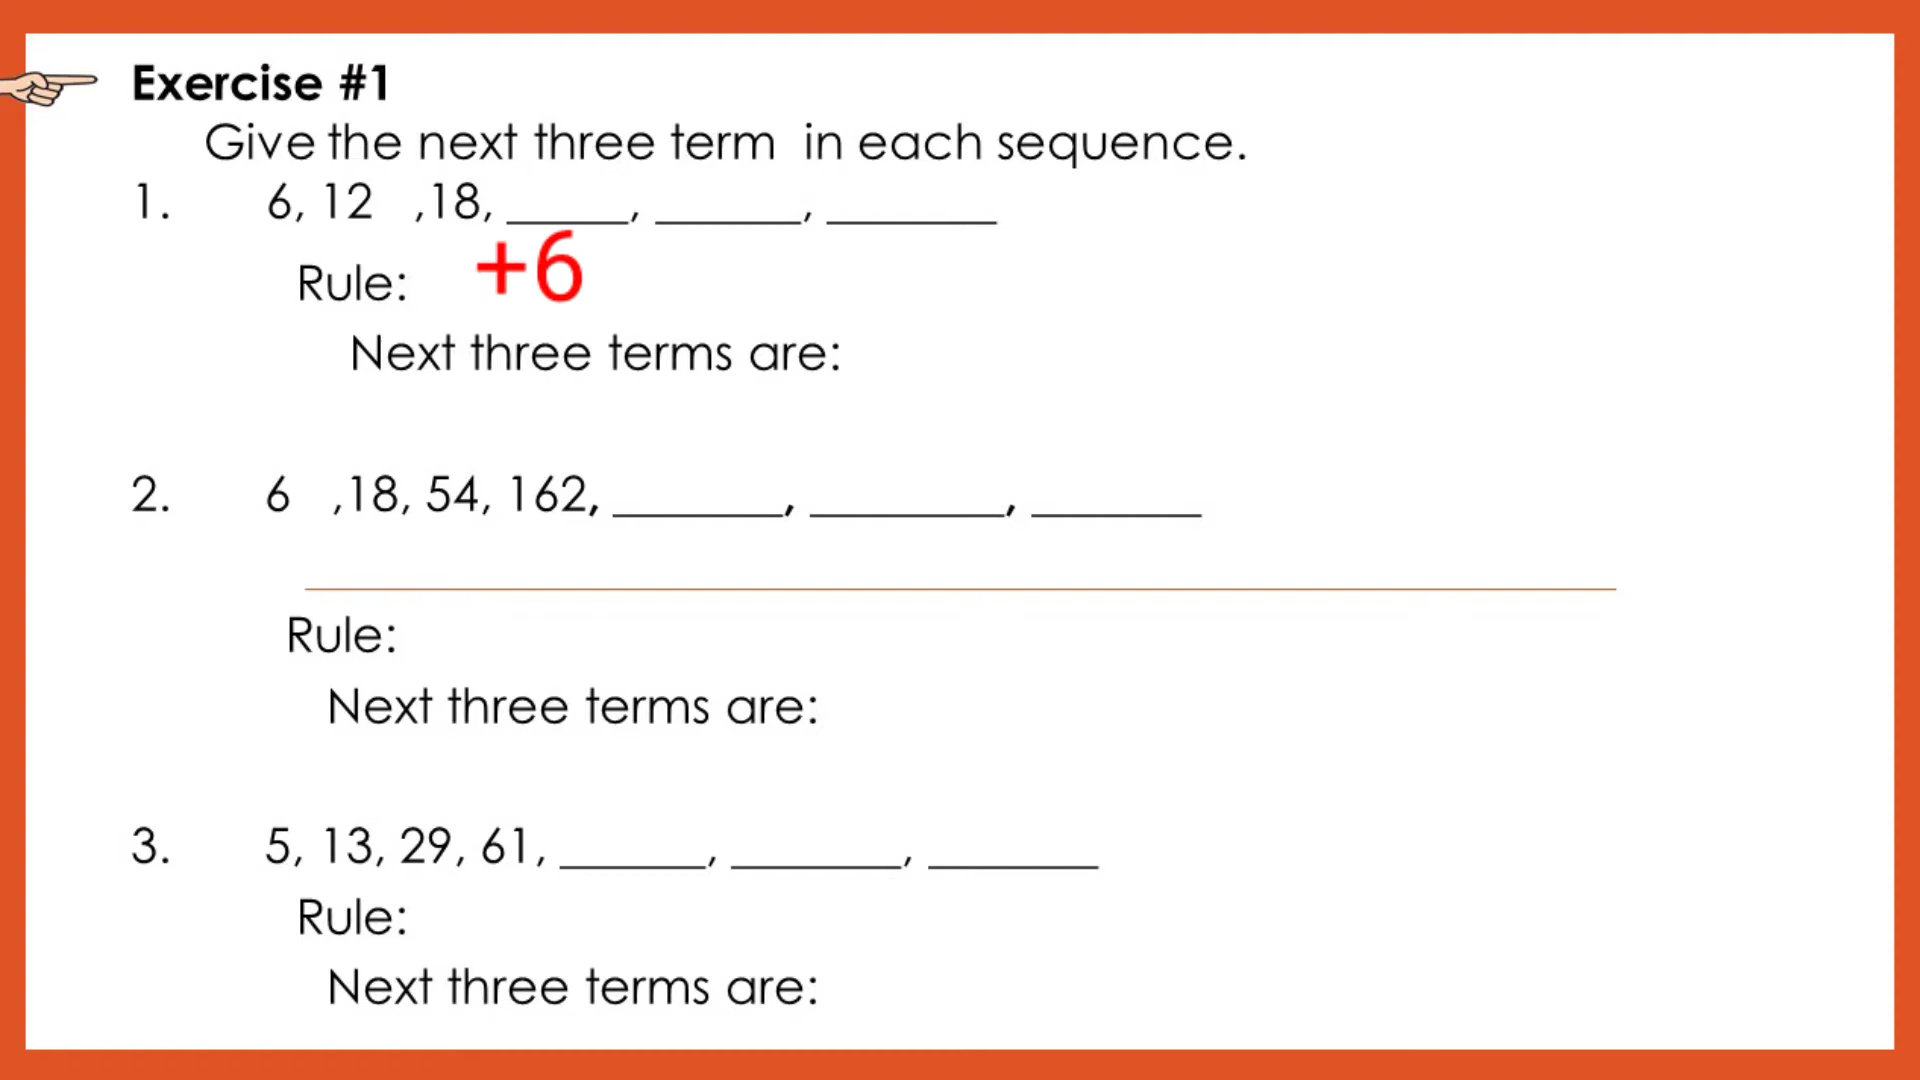 Exercise #1
Give the next three term in each sequence.
1. 6, 12 ,18, _____, ______, _______
Rule: +6
Next three terms are:
2. 6 ,18, 54, 162, _______, ________, _______
Rule:
Next three terms are:
3. 5, 13, 29, 61, ______, _______, _______
Rule:
Next three terms are: